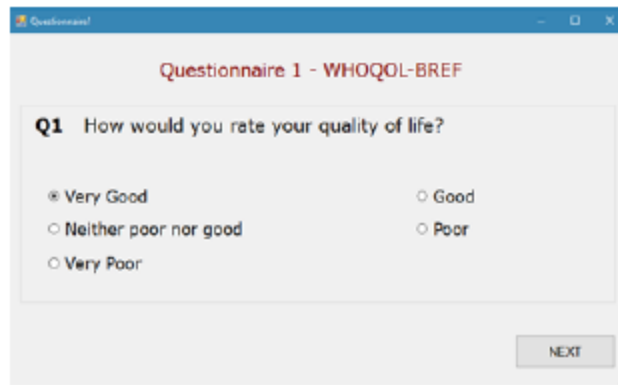 Questionnaire1
Questionnaire 1 - WHOQOL-BREF
Q1 How would you rate your quality of life?
Very Good
Good
Neither poor nor good
Poor
Very Poor
NEXT